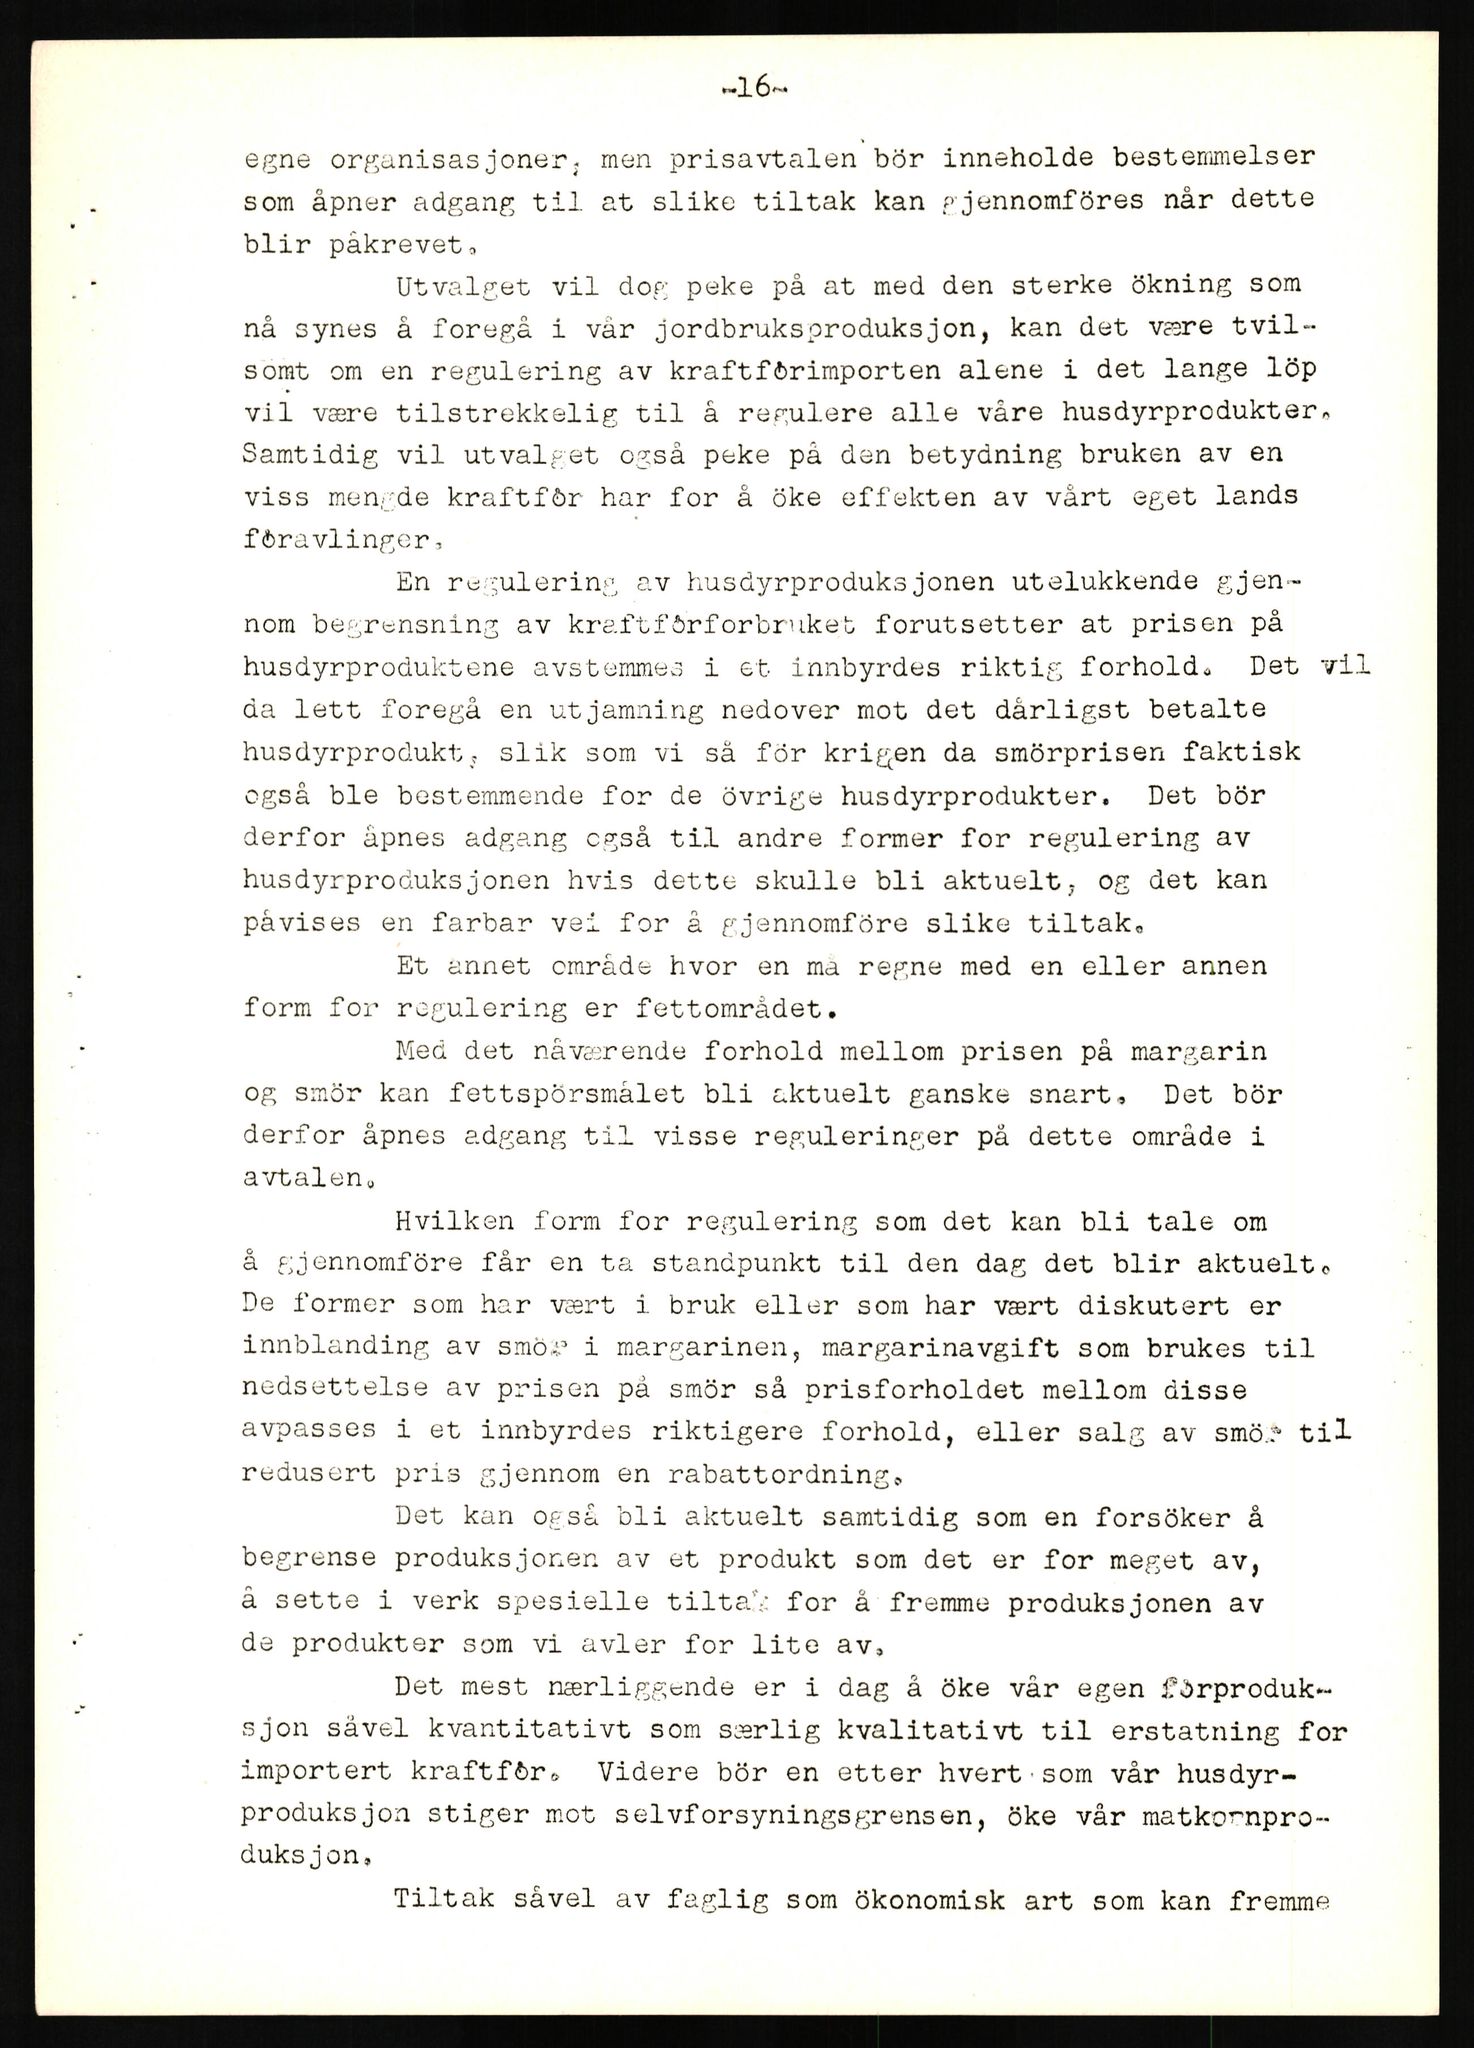 -16-
egne organisasjoner, men prisavtalen bör inneholde bestemmelser
som åpner adgang til at slike tiltak kan gjennomföres når dette
blir påkrevet.
Utvalget vil dog peke på at med den sterke ökning som
nå synes å foregå i vår jordbruksproduksjon, kan det være tvil-
somt om en regulering av kraftfôrimporten alene i det lange löp
vil være tilstrekkelig til å regulere alle våre husdyrprodukter.
Samtidig vil utvalget også peke på den betydning bruken av en
viss mengde kraftfôr har for å öke effekten av vårt eget lands
fôravlinger.
En regulering av husdyrproduksjonen utelukkende gjen-
nom begrensning av kraftfôrforbruket forutsetter at prisen på
husdyrproduktene avstemmes i et innbyrdes riktig forhold. Det vil
da lett foregå en utjamning nedover mot det dårligst betalte
husdyrprodukt, slik som vi så för krigen da smörprisen faktisk
også ble bestemmende for de övrige husdyrprodukter. Det bör
derfor åpnes adgang også til andre former for regulering av
husdyrproduksjonen hvis dette skulle bli aktuelt, og det kan
påvises en farbar vei for å gjennomföre slike tiltak.
Et annet område hvor en må regne med en eller annen
form for regulering er fettområdet.
Med det nåværende forhold mellom prisen på margarin
og smör kan fettspörsmålet bli aktuelt ganske snart. Det bör
derfor åpnes adgang til visse reguleringer på dette område i
avtalen.
Hvilken form for regulering som det kan bli tale om
å gjennomföre får en ta standpunkt til den dag det blir aktuelt.
De former som har vært i bruk eller som har vært diskutert er
innblanding av smör i margarinen, margarinavgift som brukes til
nedsettelse av prisen på smör så prisforholdet mellom disse
avpasses i et innbyrdes riktigere forhold, eller salg av smör til
redusert pris gjennom en rabattordning.
Det kan også bli aktuelt samtidig som en forsöker å
begrense produksjonen av et produkt som det er for meget av,
å sette i verk spesielle tiltak for å fremme produksjonen av
de produkter som vi avler for lite av.
Det mest nærliggende er i dag å öke vår egen fôrproduk-
sjon såvel kvantitativt som særlig kvalitativt til erstatning for
importert kraftfôr. Videre bör en etter hvert som vår husdyr-
produksjon stiger mot selvforsyningsgrensen, öke vår matkornpro-
duksjon.
Tiltak såvel av faglig som ökonomisk art som kan fremme